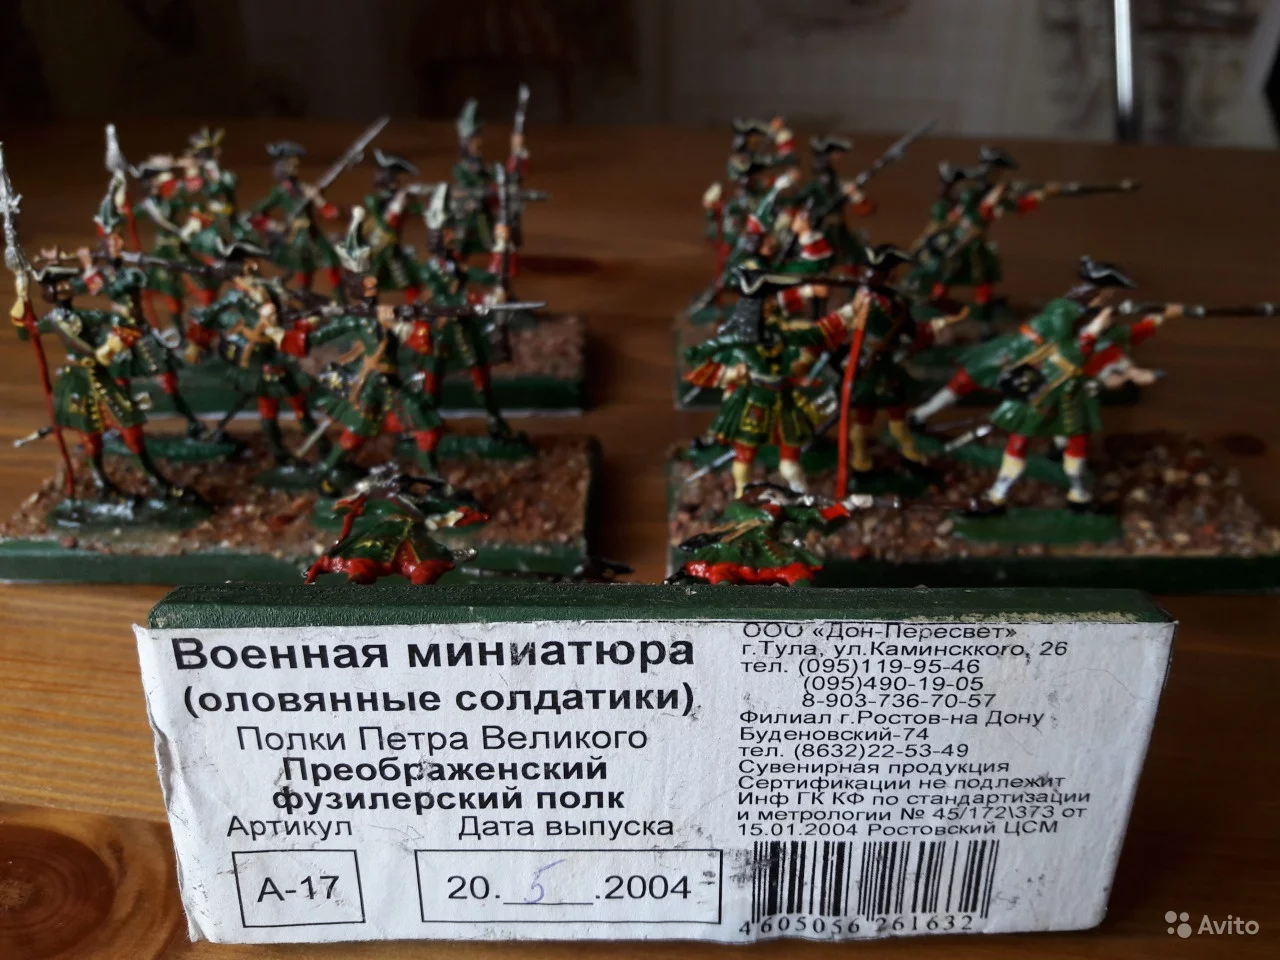 Военная миниатюра
(оловянные солдатики)
Полки Петра Великого
Преображенский
фузилерский полк
Артикул Дата выпуска
А-17 20. 5 .2004
ООО «Дон-Пересвет»
г.Тула, ул.Каминсккого, 26
тел. (095)119-95-46
(095)490-19-05
8-903-736-70-57
Филиал г.Ростов-на Дону
Буденовский-74
тел. (8632)22-53-49
Сувенирная продукция
Сертификации не подлежит
Инф ГК КФ по стандартизации
и метрологии № 45/172\373 от
15.01.2004 Ростовский ЦСМ
4 605056 261632
Avito